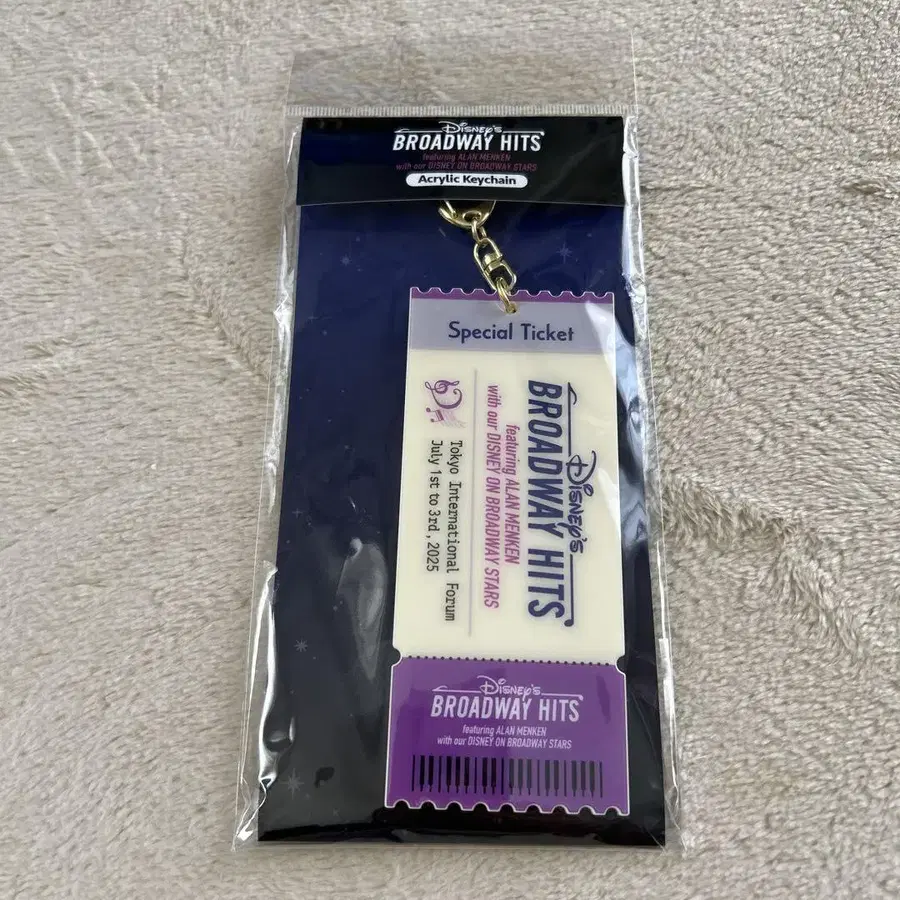 Disney's
BROADWAY HITS
featuring ALAN MENKEN
with our DISNEY ON BROADWAY STARS
Acrylic Keychain
Special Ticket
Disney's
BROADWAY HITS
featuring ALAN MENKEN
with our DISNEY ON BROADWAY STARS
Tokyo International Forum
July 1st to 3rd, 2025
Disney's
BROADWAY HITS
featuring ALAN MENKEN
with our DISNEY ON BROADWAY STARS